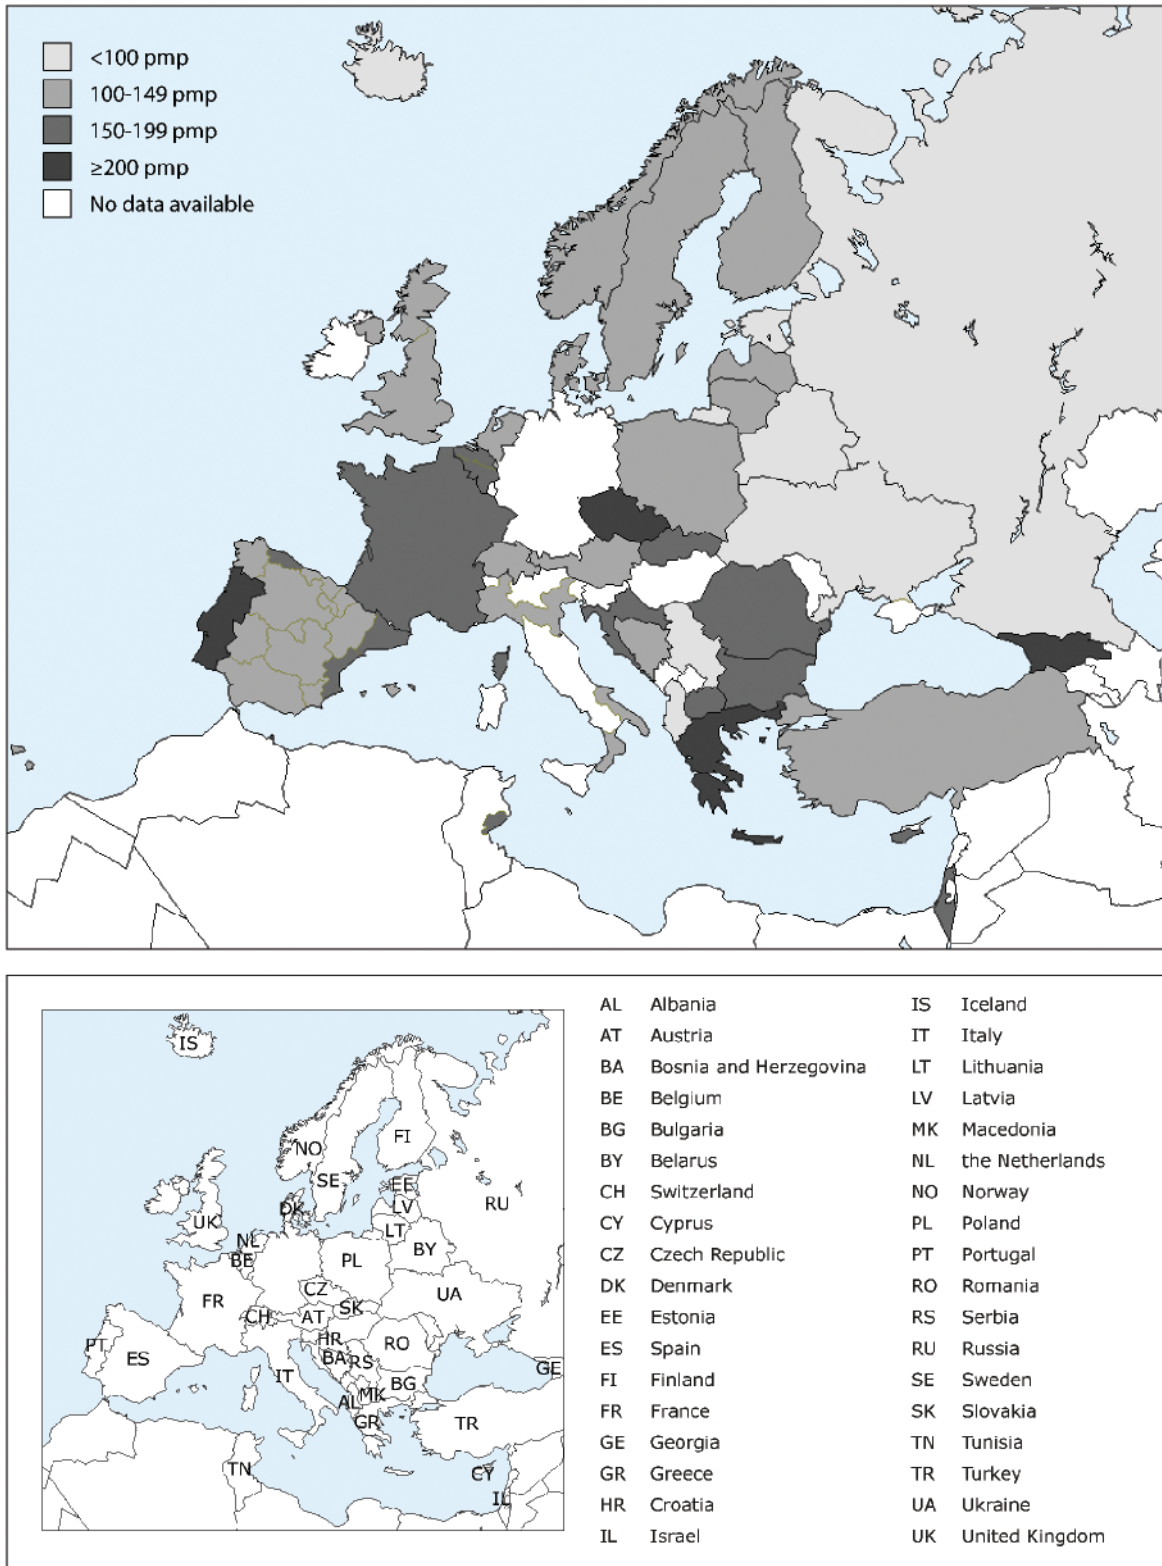 <100 pmp
100-149 pmp
150-199 pmp
≥200 pmp
No data available
IS
NO
FI
SE
EE
RU
DK
LV
UK
LT
NL
BY
BE
PL
CZ
UA
FR
SK
CH
AT
HR
RO
PT
BA
RS
ES
GE
IT
BG
MK
AL
GR
TR
TN
CY
IL
AL Albania
AT Austria
BA Bosnia and Herzegovina
BE Belgium
BG Bulgaria
BY Belarus
CH Switzerland
CY Cyprus
CZ Czech Republic
DK Denmark
EE Estonia
ES Spain
FI Finland
FR France
GE Georgia
GR Greece
HR Croatia
IL Israel
IS Iceland
IT Italy
LT Lithuania
LV Latvia
MK Macedonia
NL the Netherlands
NO Norway
PL Poland
PT Portugal
RO Romania
RS Serbia
RU Russia
SE Sweden
SK Slovakia
TN Tunisia
TR Turkey
UA Ukraine
UK United Kingdom